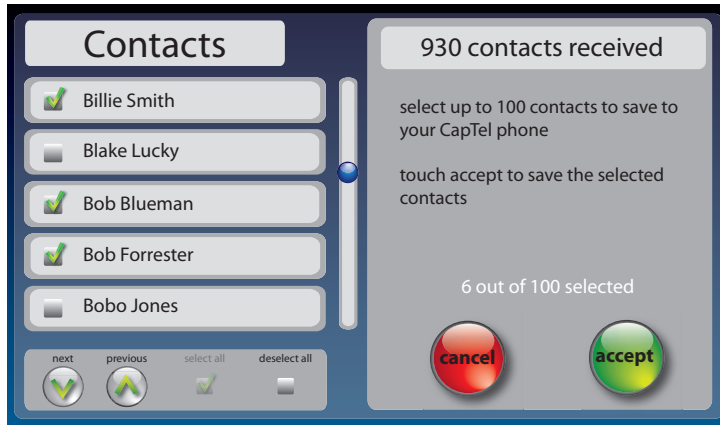 Contacts
Billie Smith
Blake Lucky
Bob Blueman
Bob Forrester
Bobo Jones
next previous select all deselect all
930 contacts received
select up to 100 contacts to save to
your CapTel phone
touch accept to save the selected
contacts
6 out of 100 selected
cancel accept